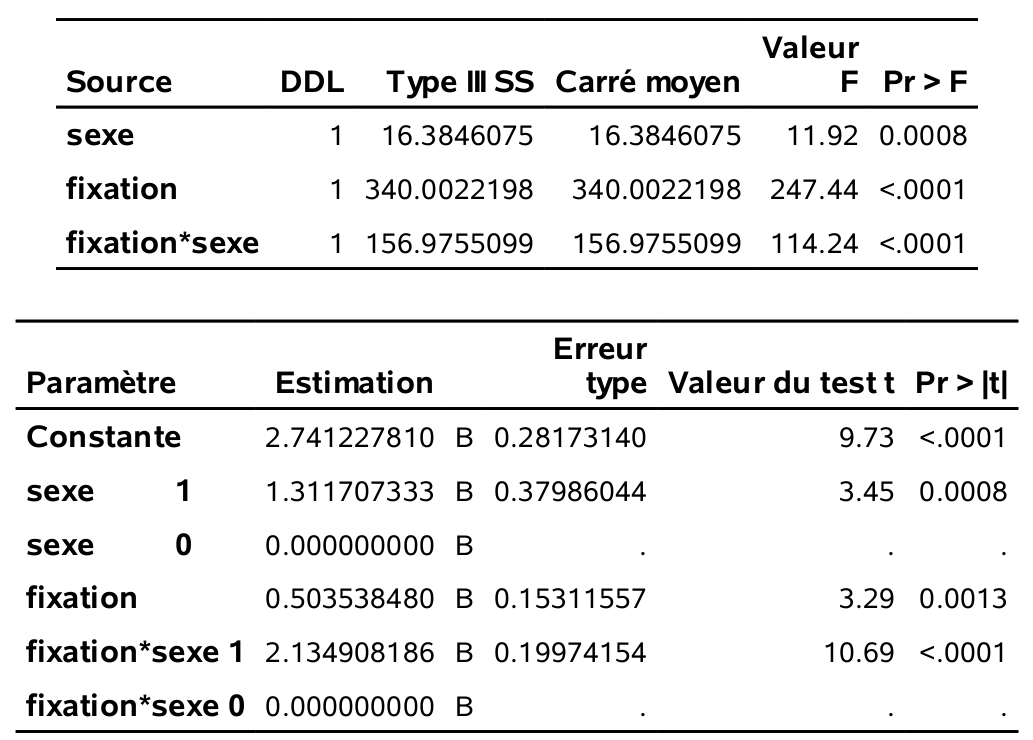 Source DDL Type III SS Carré moyen Valeur F Pr > F
sexe 1 16.3846075 16.3846075 11.92 0.0008
fixation 1 340.0022198 340.0022198 247.44 <.0001
fixation*sexe 1 156.9755099 156.9755099 114.24 <.0001
Paramètre Estimation Erreur type Valeur du test t Pr > |t|
Constante 2.741227810 B 0.28173140 9.73 <.0001
sexe 1 1.311707333 B 0.37986044 3.45 0.0008
sexe 0 0.000000000 B . . .
fixation 0.503538480 B 0.15311557 3.29 0.0013
fixation*sexe 1 2.134908186 B 0.19974154 10.69 <.0001
fixation*sexe 0 0.000000000 B . . .